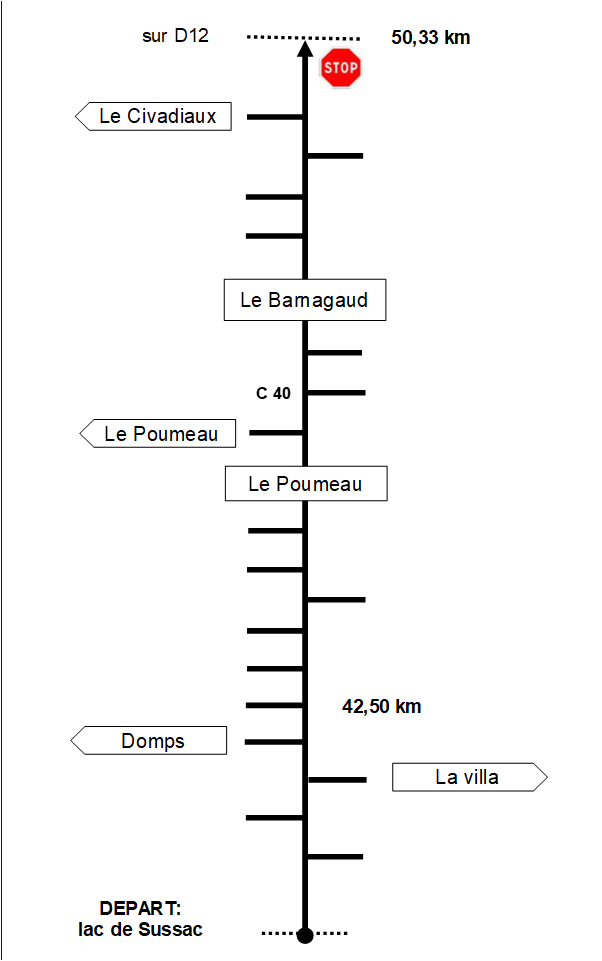 sur D12
50,33 km
STOP
Le Civadiaux
Le Barnagaud
C 40
Le Poumeau
Le Poumeau
42,50 km
Domps
La villa
DEPART:
lac de Sussac